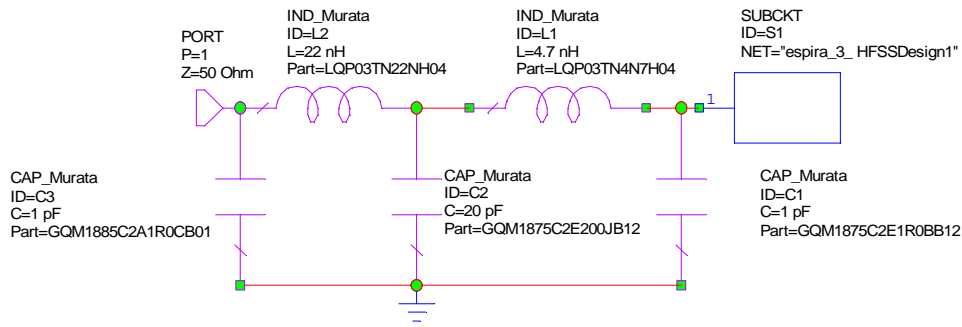 PORT
P=1
Z=50 Ohm
IND_Murata
ID=L2
L=22 nH
Part=LQP03TN22NH04
IND_Murata
ID=L1
L=4.7 nH
Part=LQP03TN4N7H04
SUBCKT
ID=S1
NET="espira_3_ HFSSDesign1"
1
CAP_Murata
ID=C3
C=1 pF
Part=GQM1885C2A1R0CB01
CAP_Murata
ID=C2
C=20 pF
Part=GQM1875C2E200JB12
CAP_Murata
ID=C1
C=1 pF
Part=GQM1875C2E1R0BB12